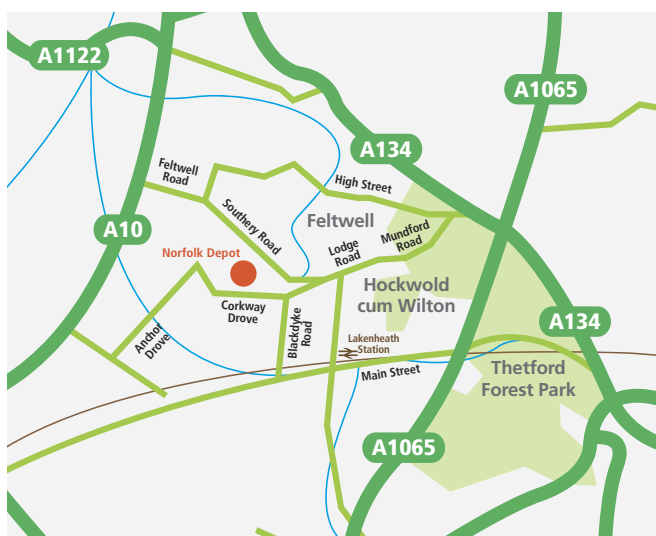 A1122
A1065
A134
Feltwell
Road
High Street
A10
Southery Road
Feltwell
Mundford
Road
Lodge
Road
Norfolk Depot
Hockwold
cum Wilton
Corkway
Drove
Anchor
Drove
Blackdyke
Road
A134
Lakenheath
Station
Main Street
Thetford
Forest Park
A1065